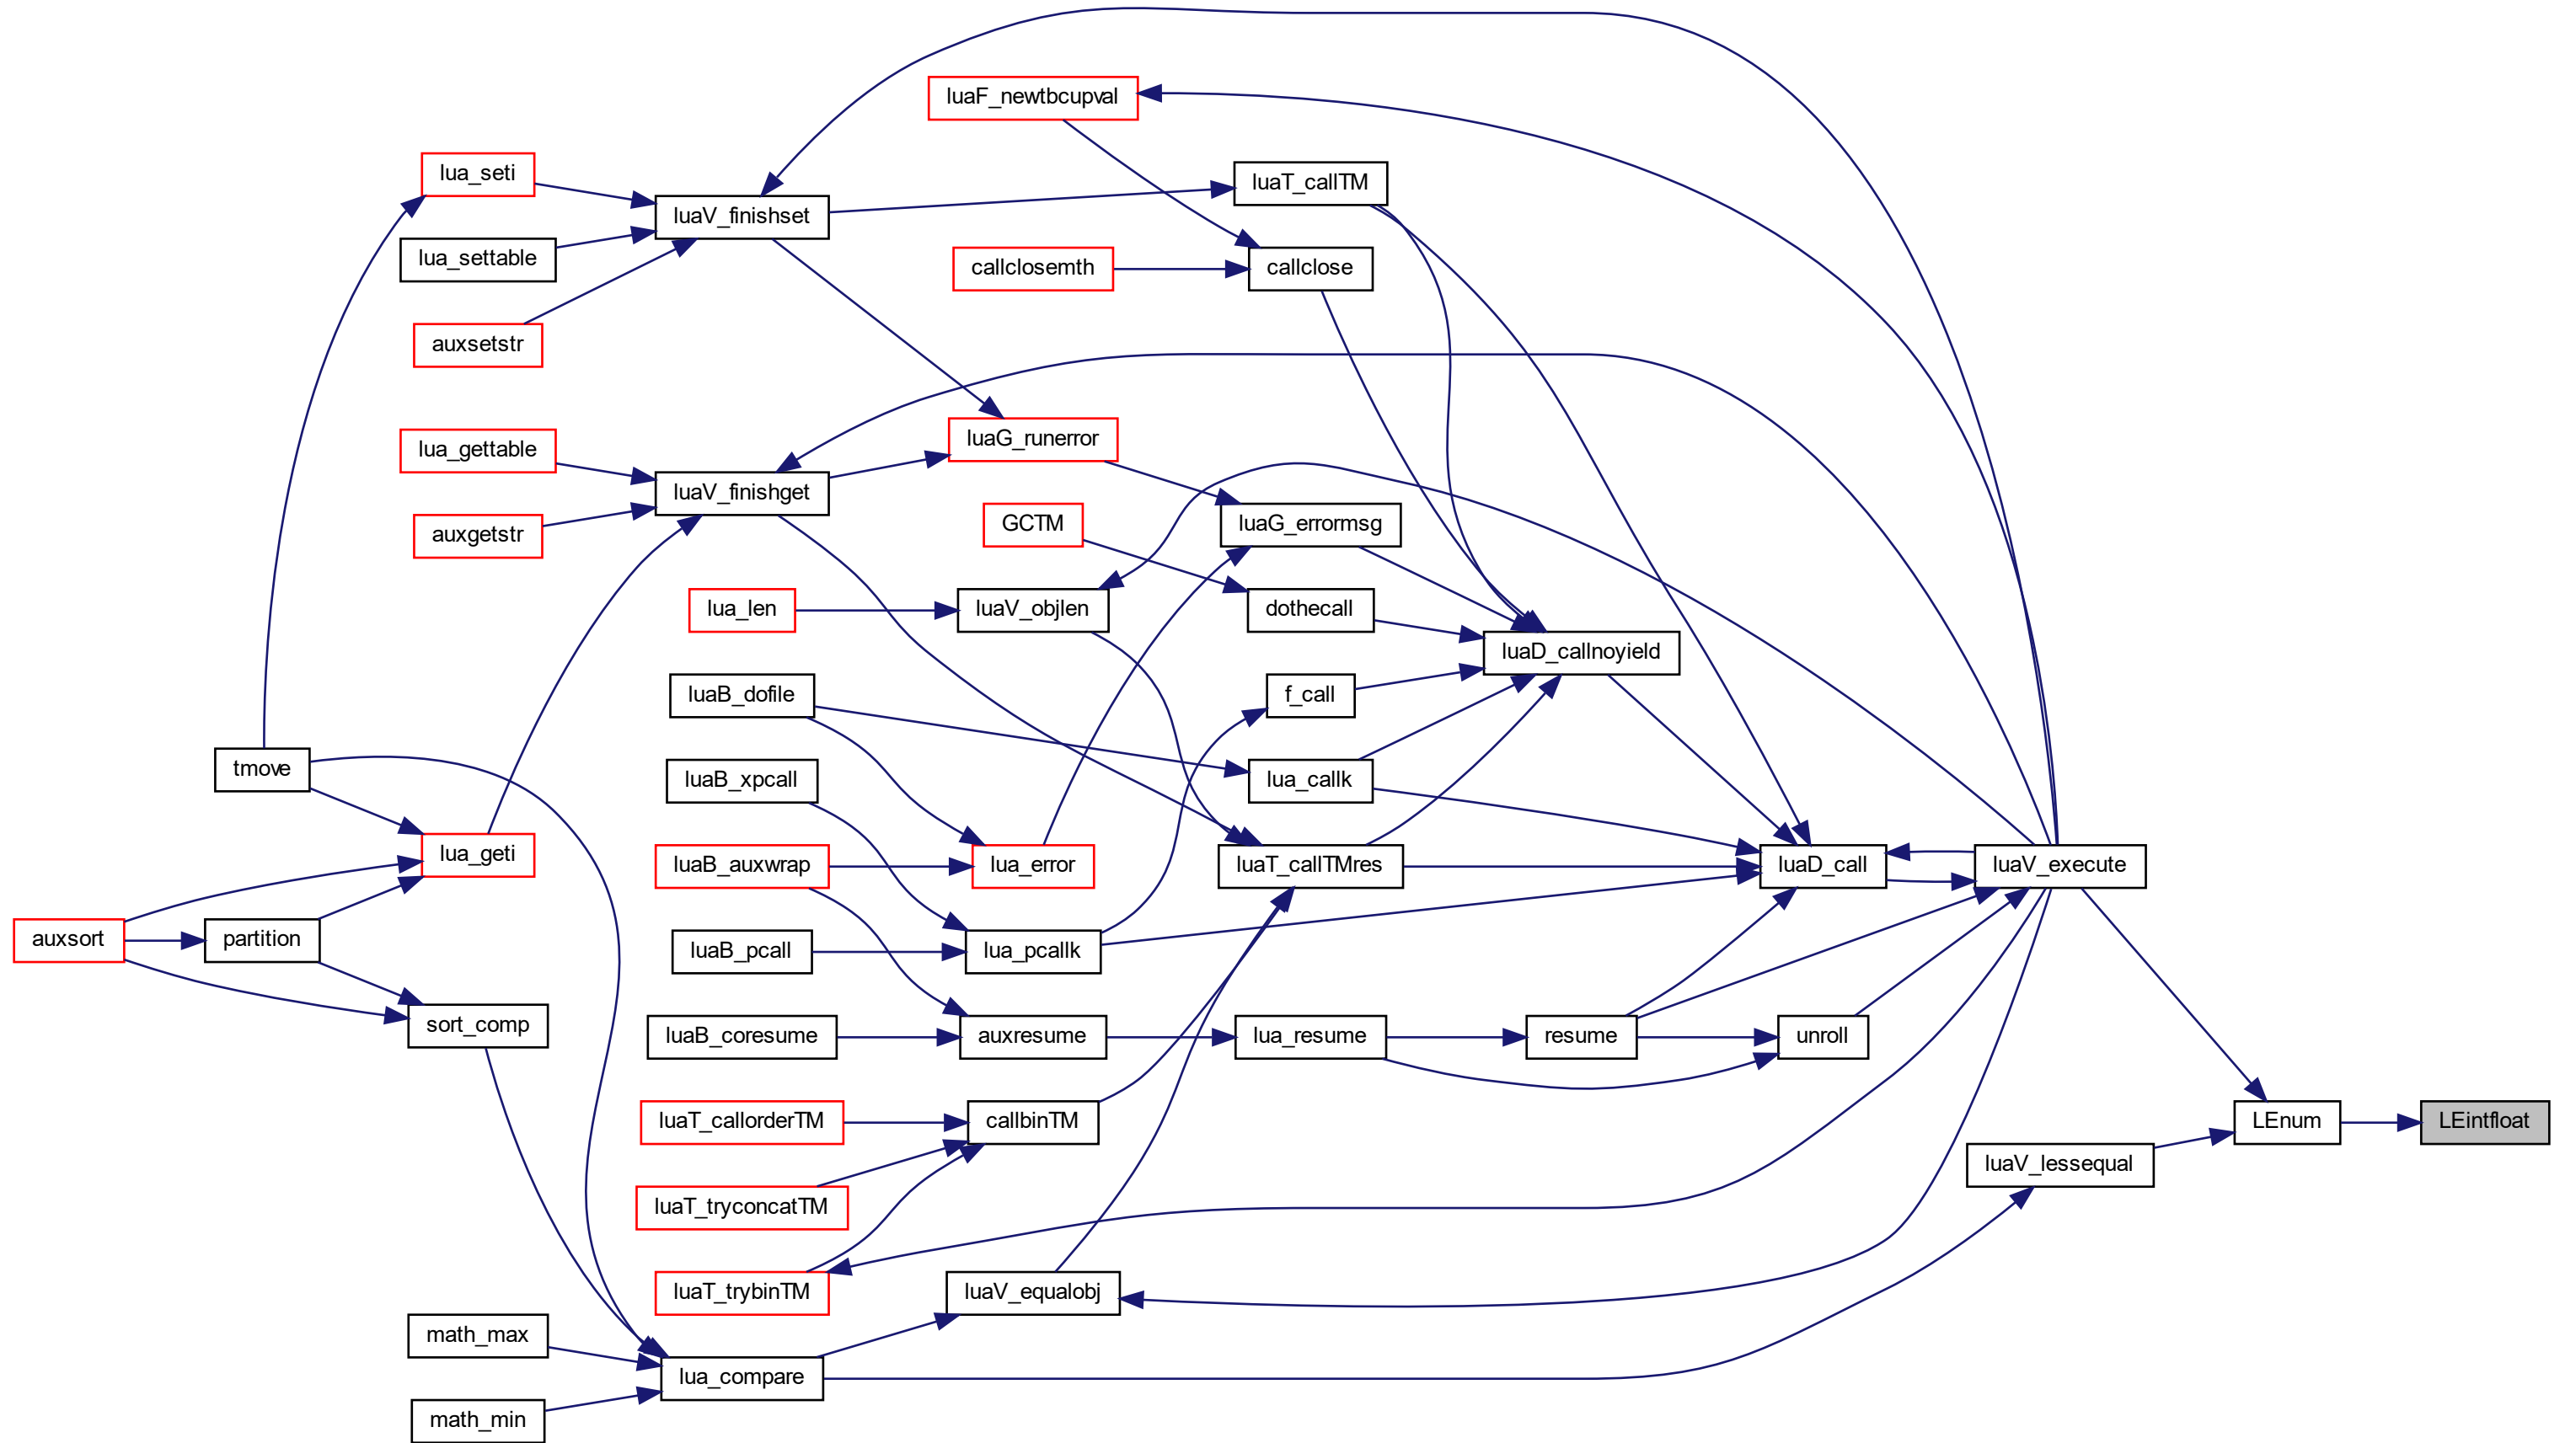 luaF_newtbcupval
lua_seti
luaT_callTM
luaV_finishset
lua_settable
callclosemth
callclose
auxsetstr
lua_gettable
luaG_runerror
luaV_finishget
auxgetstr
GCTM
luaG_errormsg
lua_len
luaV_objlen
dothecall
luaD_callnoyield
luaB_dofile
f_call
tmove
luaB_xpcall
lua_callk
lua_geti
luaB_auxwrap
lua_error
luaT_callTMres
luaD_call
luaV_execute
auxsort
partition
luaB_pcall
lua_pcallk
sort_comp
luaB_coresume
auxresume
lua_resume
resume
unroll
luaT_callorderTM
callbinTM
LEnum
LEintfloat
luaV_lessequal
luaT_tryconcatTM
luaT_trybinTM
luaV_equalobj
math_max
lua_compare
math_min